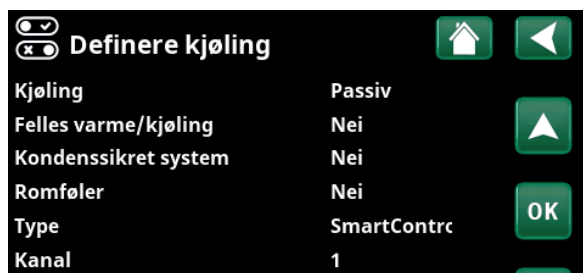 Definere kjøling
Kjøling Passiv
Felles varme/kjøling Nei
Kondenssikret system Nei
Romføler Nei
Type SmartContrc
OK
Kanal 1